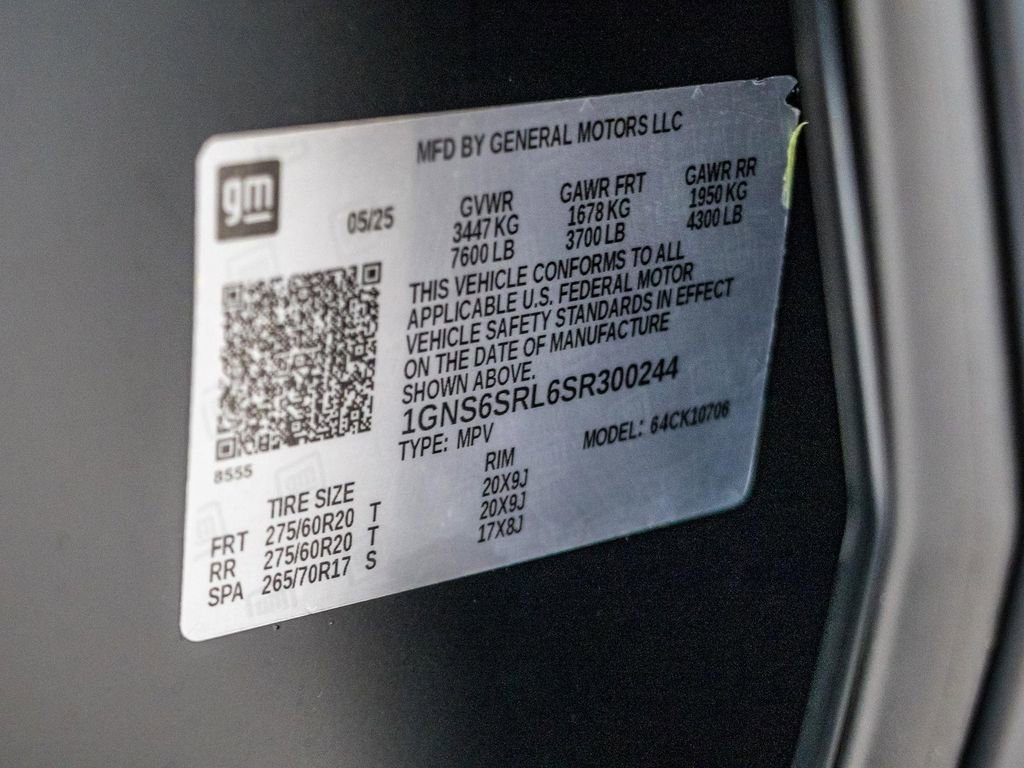 MFD BY GENERAL MOTORS LLC
gm
05/25
GVWR GAWR FRT GAWR RR
3447 KG 1678 KG 1950 KG
7600 LB 3700 LB 4300 LB
THIS VEHICLE CONFORMS TO ALL
APPLICABLE U.S. FEDERAL MOTOR
VEHICLE SAFETY STANDARDS IN EFFECT
ON THE DATE OF MANUFACTURE
SHOWN ABOVE.
1GNS6SRL6SR300244
TYPE: MPV MODEL: 64CK10706
8555
TIRE SIZE RIM
FRT 275/60R20 T 20X9J
RR 275/60R20 T 20X9J
SPA 265/70R17 S 17X8J